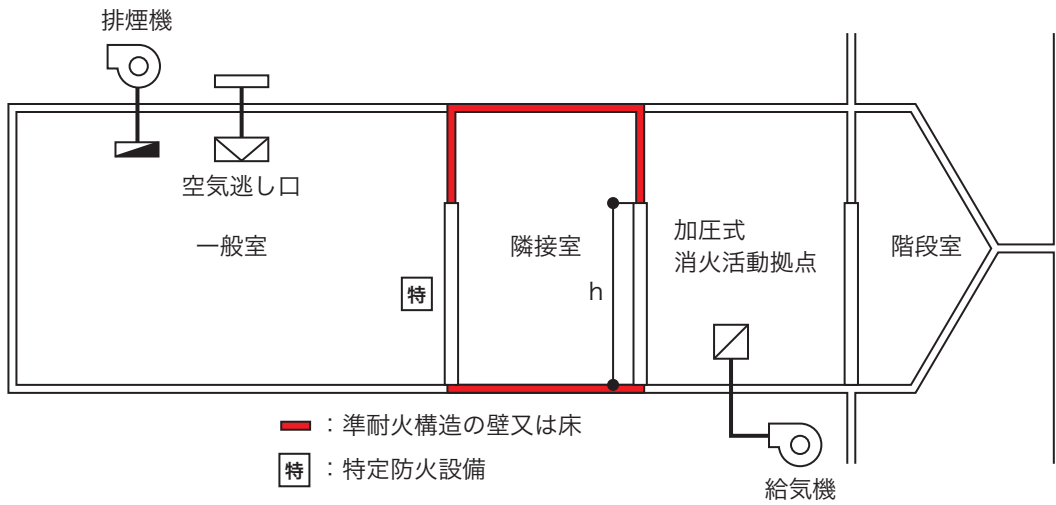 排煙機
空気逃し口
一般室
隣接室
加圧式
消火活動拠点
階段室
特
h
：準耐火構造の壁又は床
特 ：特定防火設備
給気機